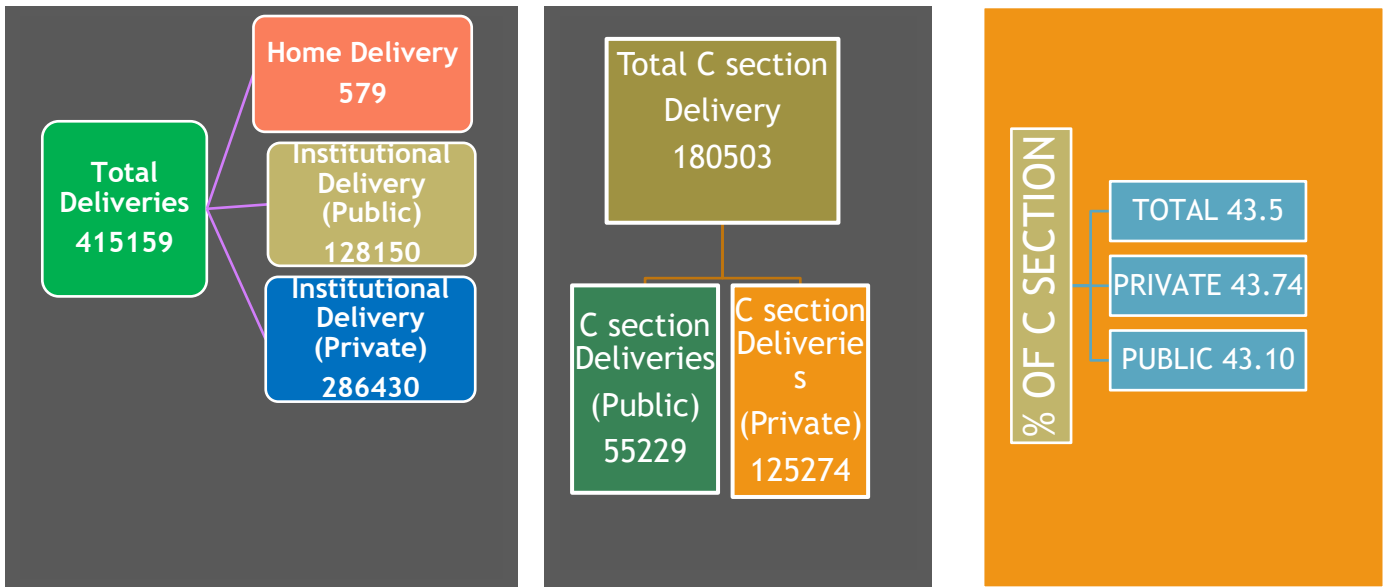 Total
Deliveries
415159
Home Delivery
579
Institutional
Delivery
(Public)
128150
Institutional
Delivery
(Private)
286430
Total C section
Delivery
180503
C section
Deliveries
(Public)
55229
C section
Deliverie
s
(Private)
125274
% OF C SECTION
TOTAL 43.5
PRIVATE 43.74
PUBLIC 43.10